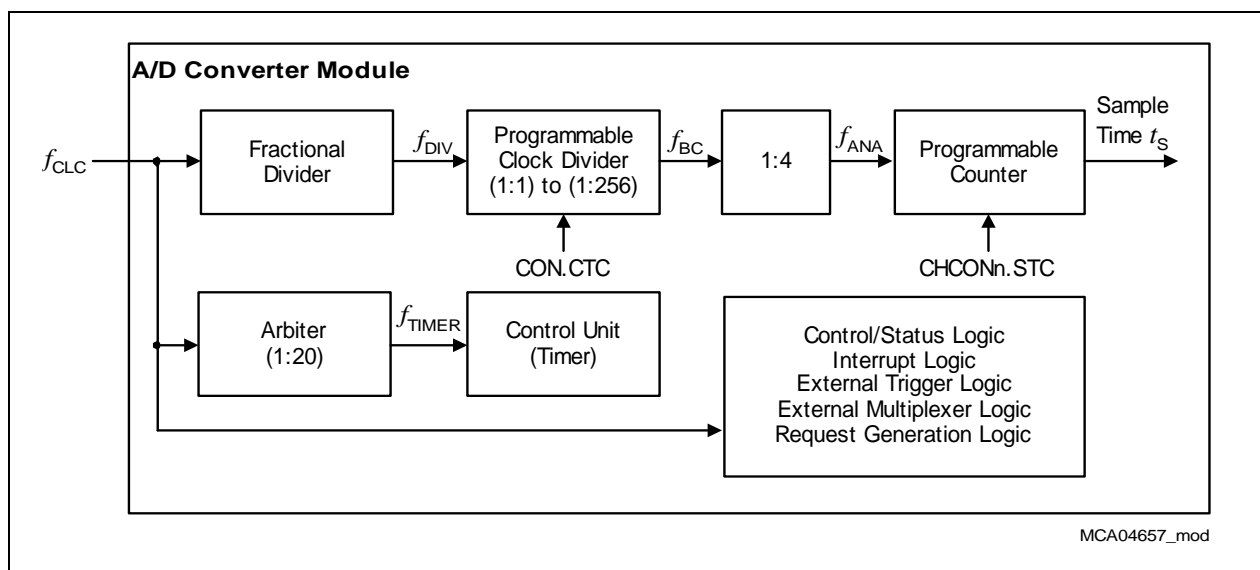 A/D Converter Module
fCLC
Fractional
Divider
fDIV
Programmable
Clock Divider
(1:1) to (1:256)
fBC
1:4
fANA
Programmable
Counter
Sample
Time tS
CON.CTC
CHCONn.STC
Arbiter
(1:20)
fTIMER
Control Unit
(Timer)
Control/Status Logic
Interrupt Logic
External Trigger Logic
External Multiplexer Logic
Request Generation Logic
MCA04657_mod